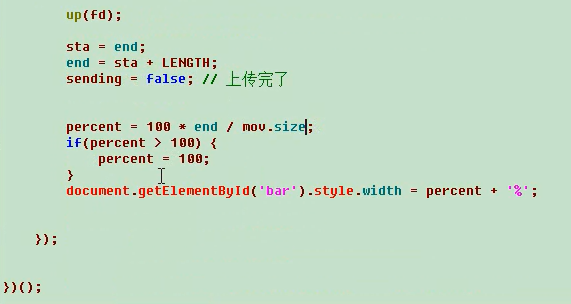 up(fd);
sta = end;
end = sta + LENGTH;
sending = false; // 上传完了
percent = 100 * end / mov.size;
if(percent > 100) {
percent = 100;
}
document.getElementById('bar').style.width = percent + '%';
});
})();